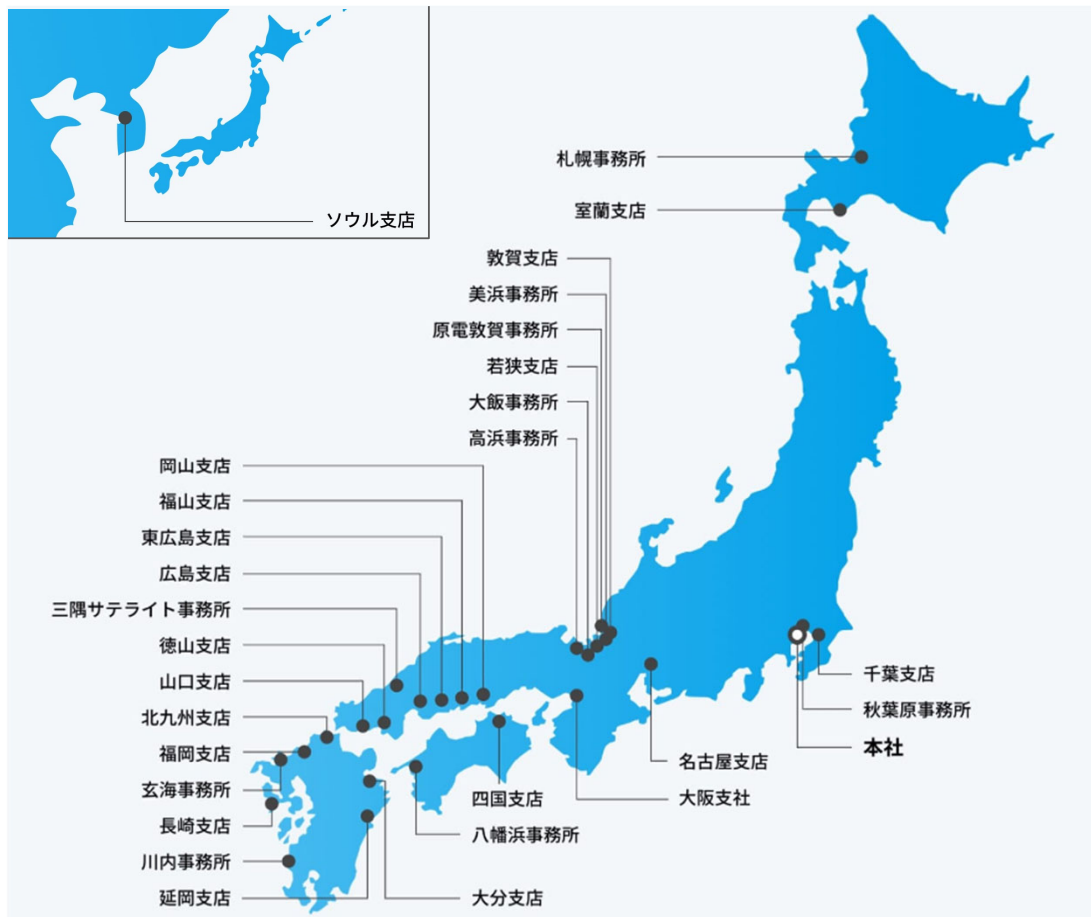 ソウル支店
札幌事務所
室蘭支店
敦賀支店
美浜事務所
原電敦賀事務所
若狭支店
大飯事務所
高浜事務所
岡山支店
福山支店
東広島支店
広島支店
三隅サテライト事務所
徳山支店
山口支店
北九州支店
福岡支店
玄海事務所
長崎支店
川内事務所
延岡支店
千葉支店
秋葉原事務所
本社
名古屋支店
大阪支社
四国支店
八幡浜事務所
大分支店